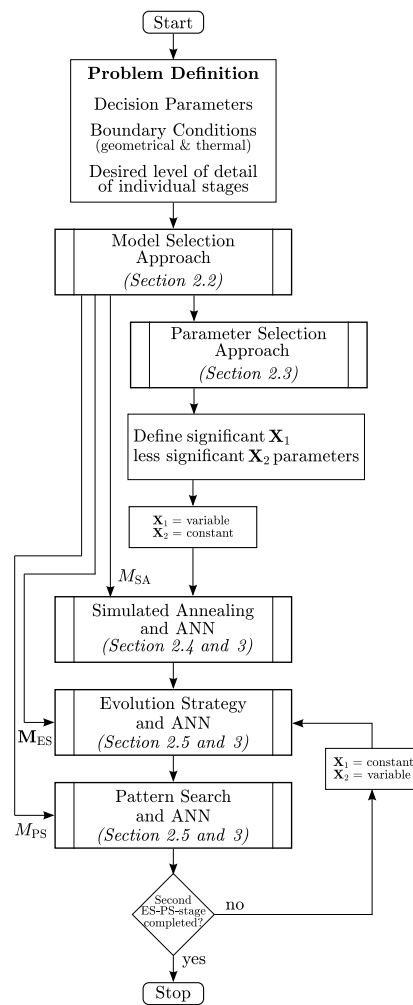 Start
Problem Definition
Decision Parameters
Boundary Conditions
(geometrical & thermal)
Desired level of detail
of individual stages
Model Selection
Approach
(Section 2.2)
Parameter Selection
Approach
(Section 2.3)
Define significant X₁
less significant X₂ parameters
X₁ = variable
X₂ = constant
M_SA
Simulated Annealing
and ANN
(Section 2.4 and 3)
Evolution Strategy
and ANN
(Section 2.5 and 3)
M_ES
X₁ = constant
X₂ = variable
Pattern Search
and ANN
(Section 2.5 and 3)
M_PS
Second
ES-PS-stage
completed?
no
yes
Stop